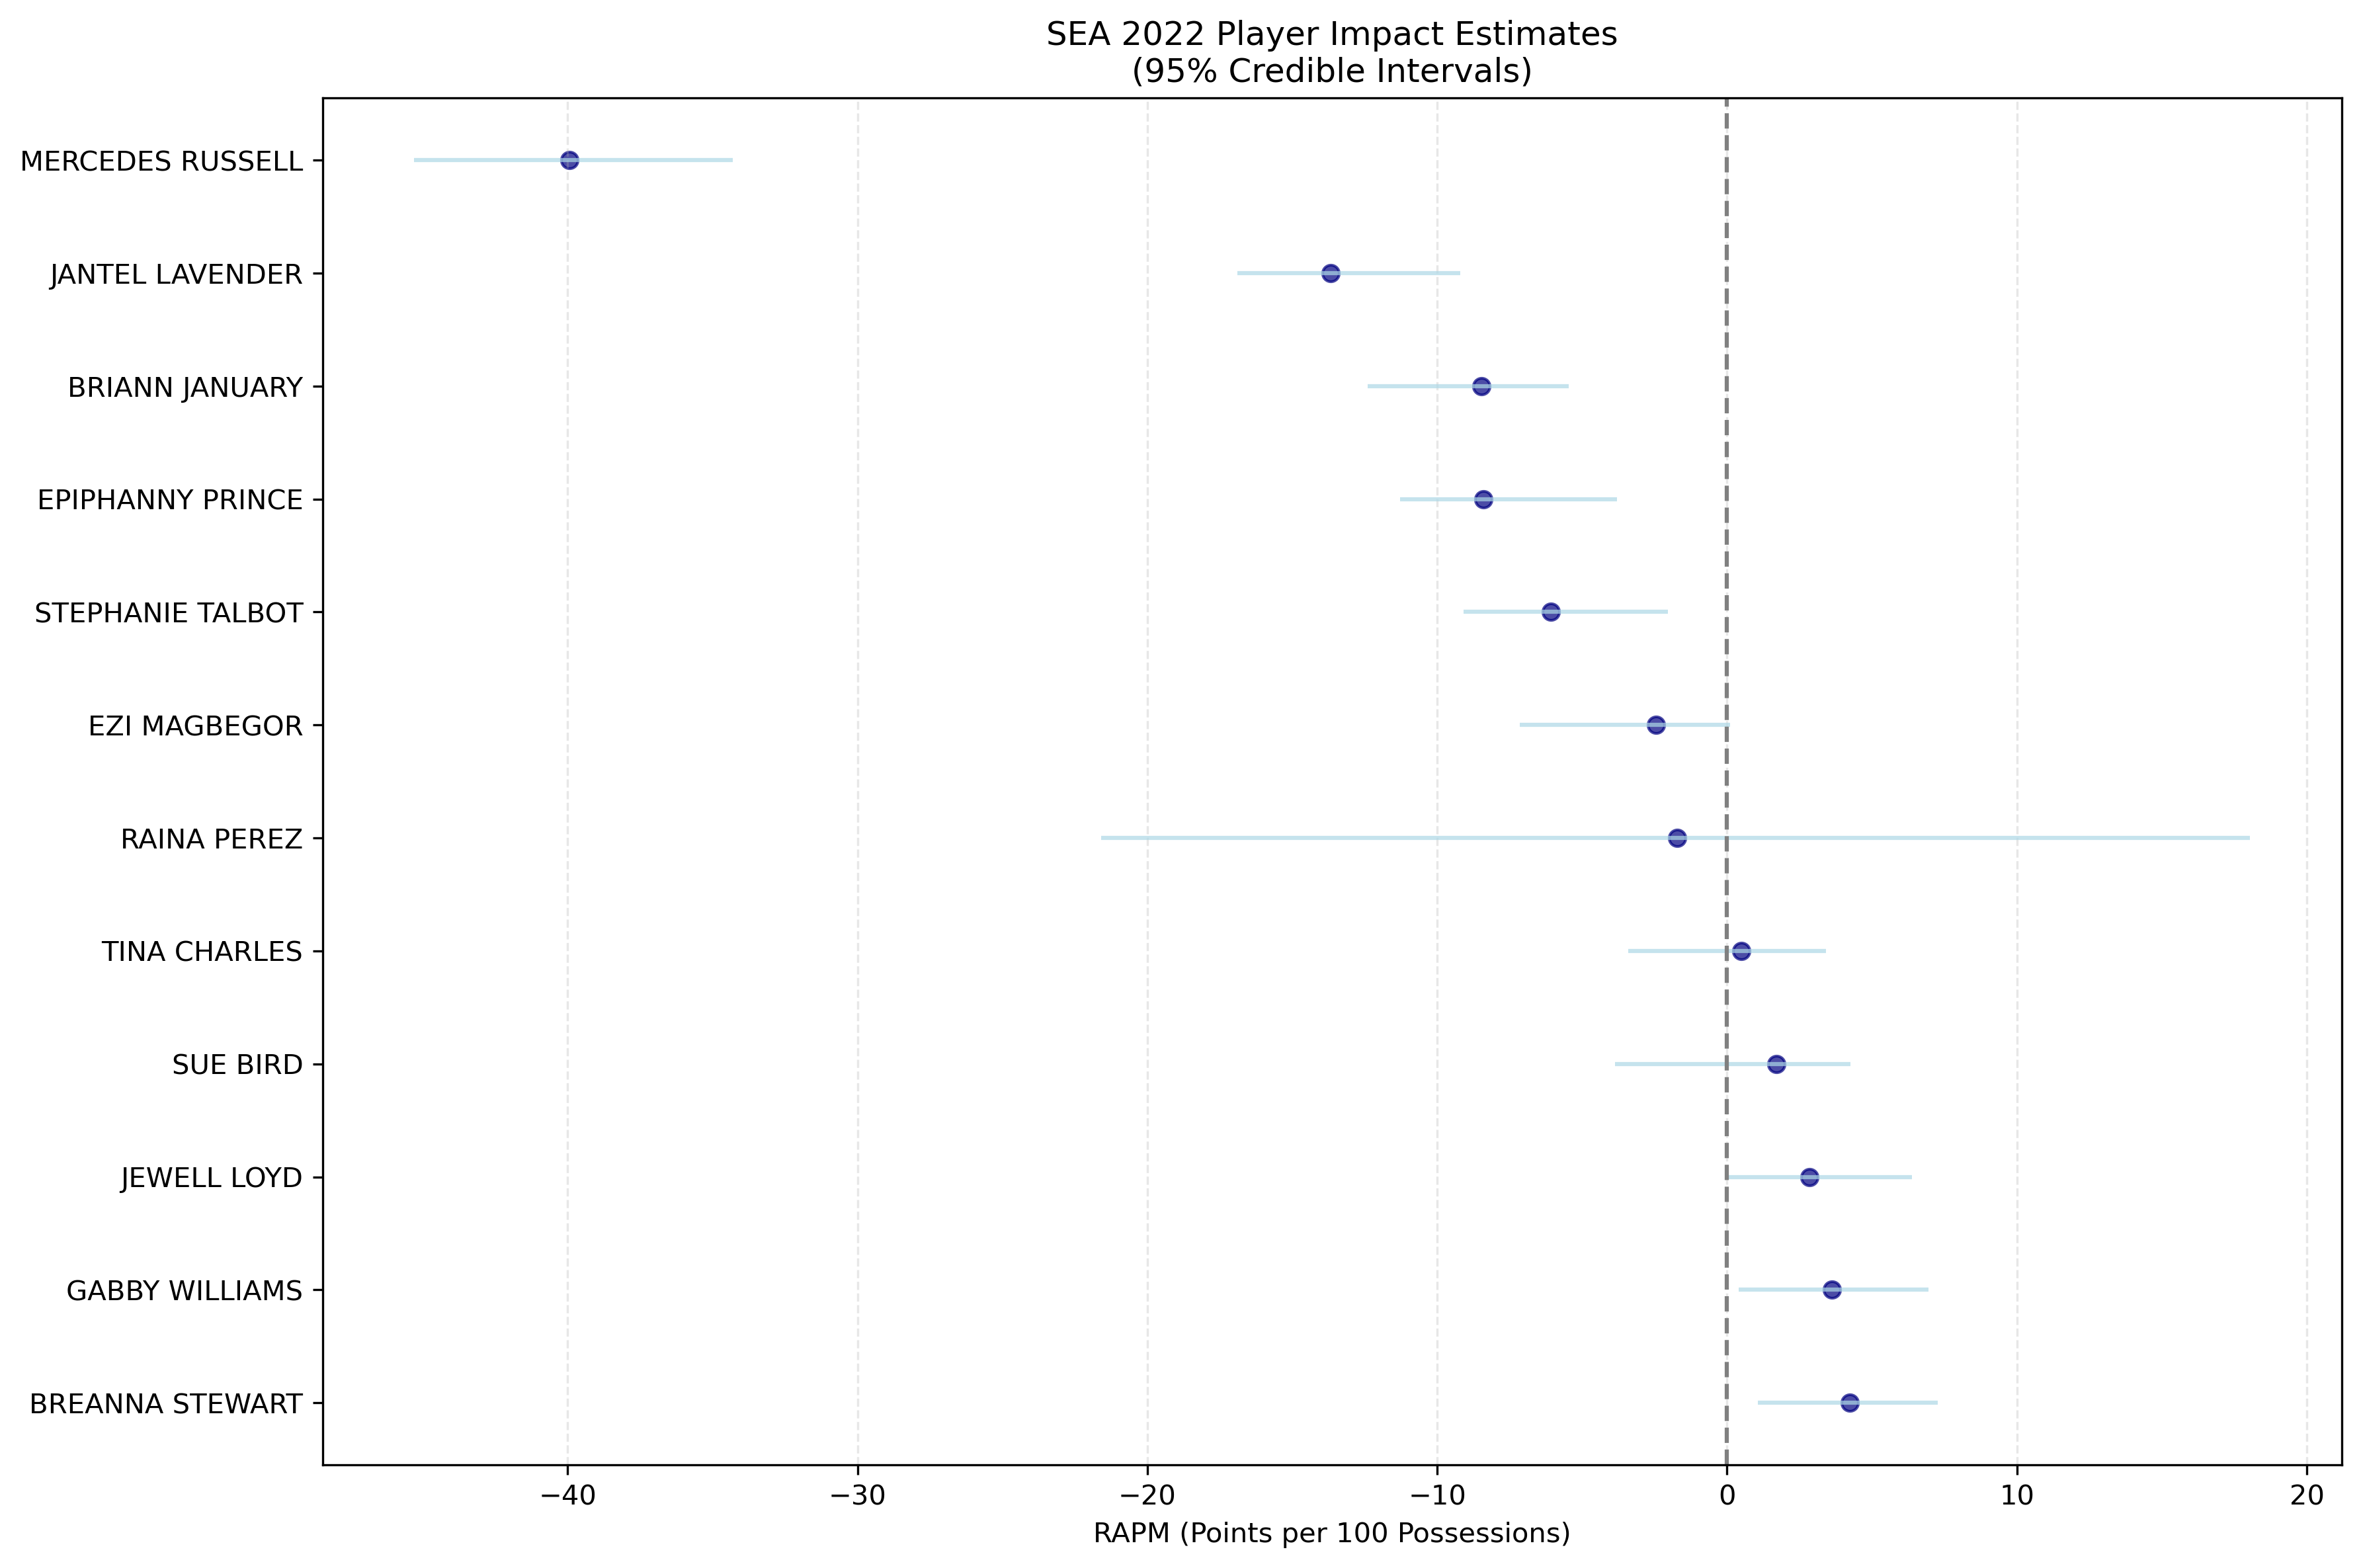 SEA 2022 Player Impact Estimates
(95% Credible Intervals)
MERCEDES RUSSELL
JANTEL LAVENDER
BRIANN JANUARY
EPIPHANNY PRINCE
STEPHANIE TALBOT
EZI MAGBEGOR
RAINA PEREZ
TINA CHARLES
SUE BIRD
JEWELL LOYD
GABBY WILLIAMS
BREANNA STEWART
−40 −30 −20 −10 0 10 20
RAPM (Points per 100 Possessions)